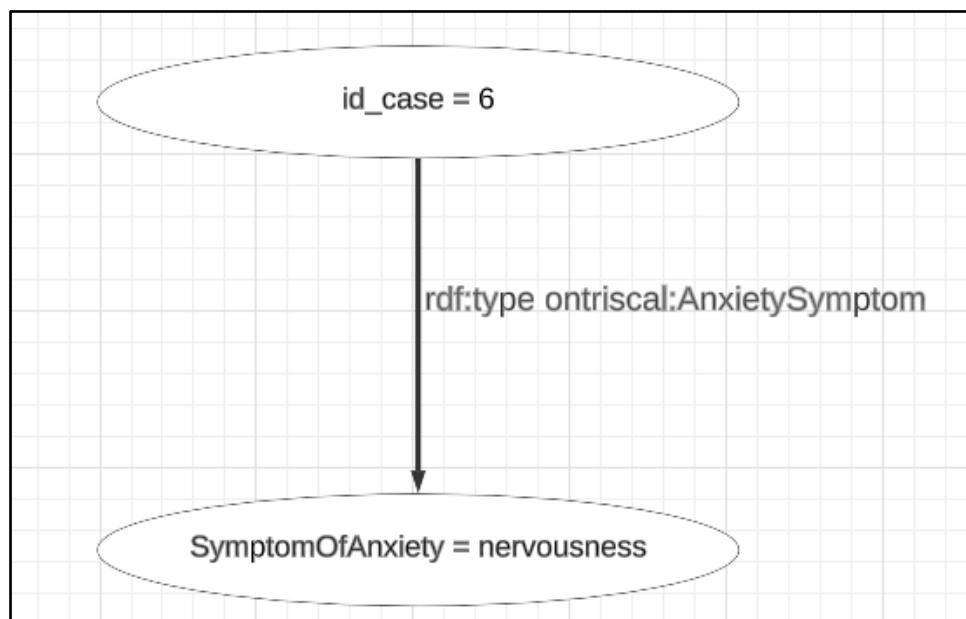 id_case = 6
rdf:type ontriscal:AnxietySymptom
SymptomOfAnxiety = nervousness